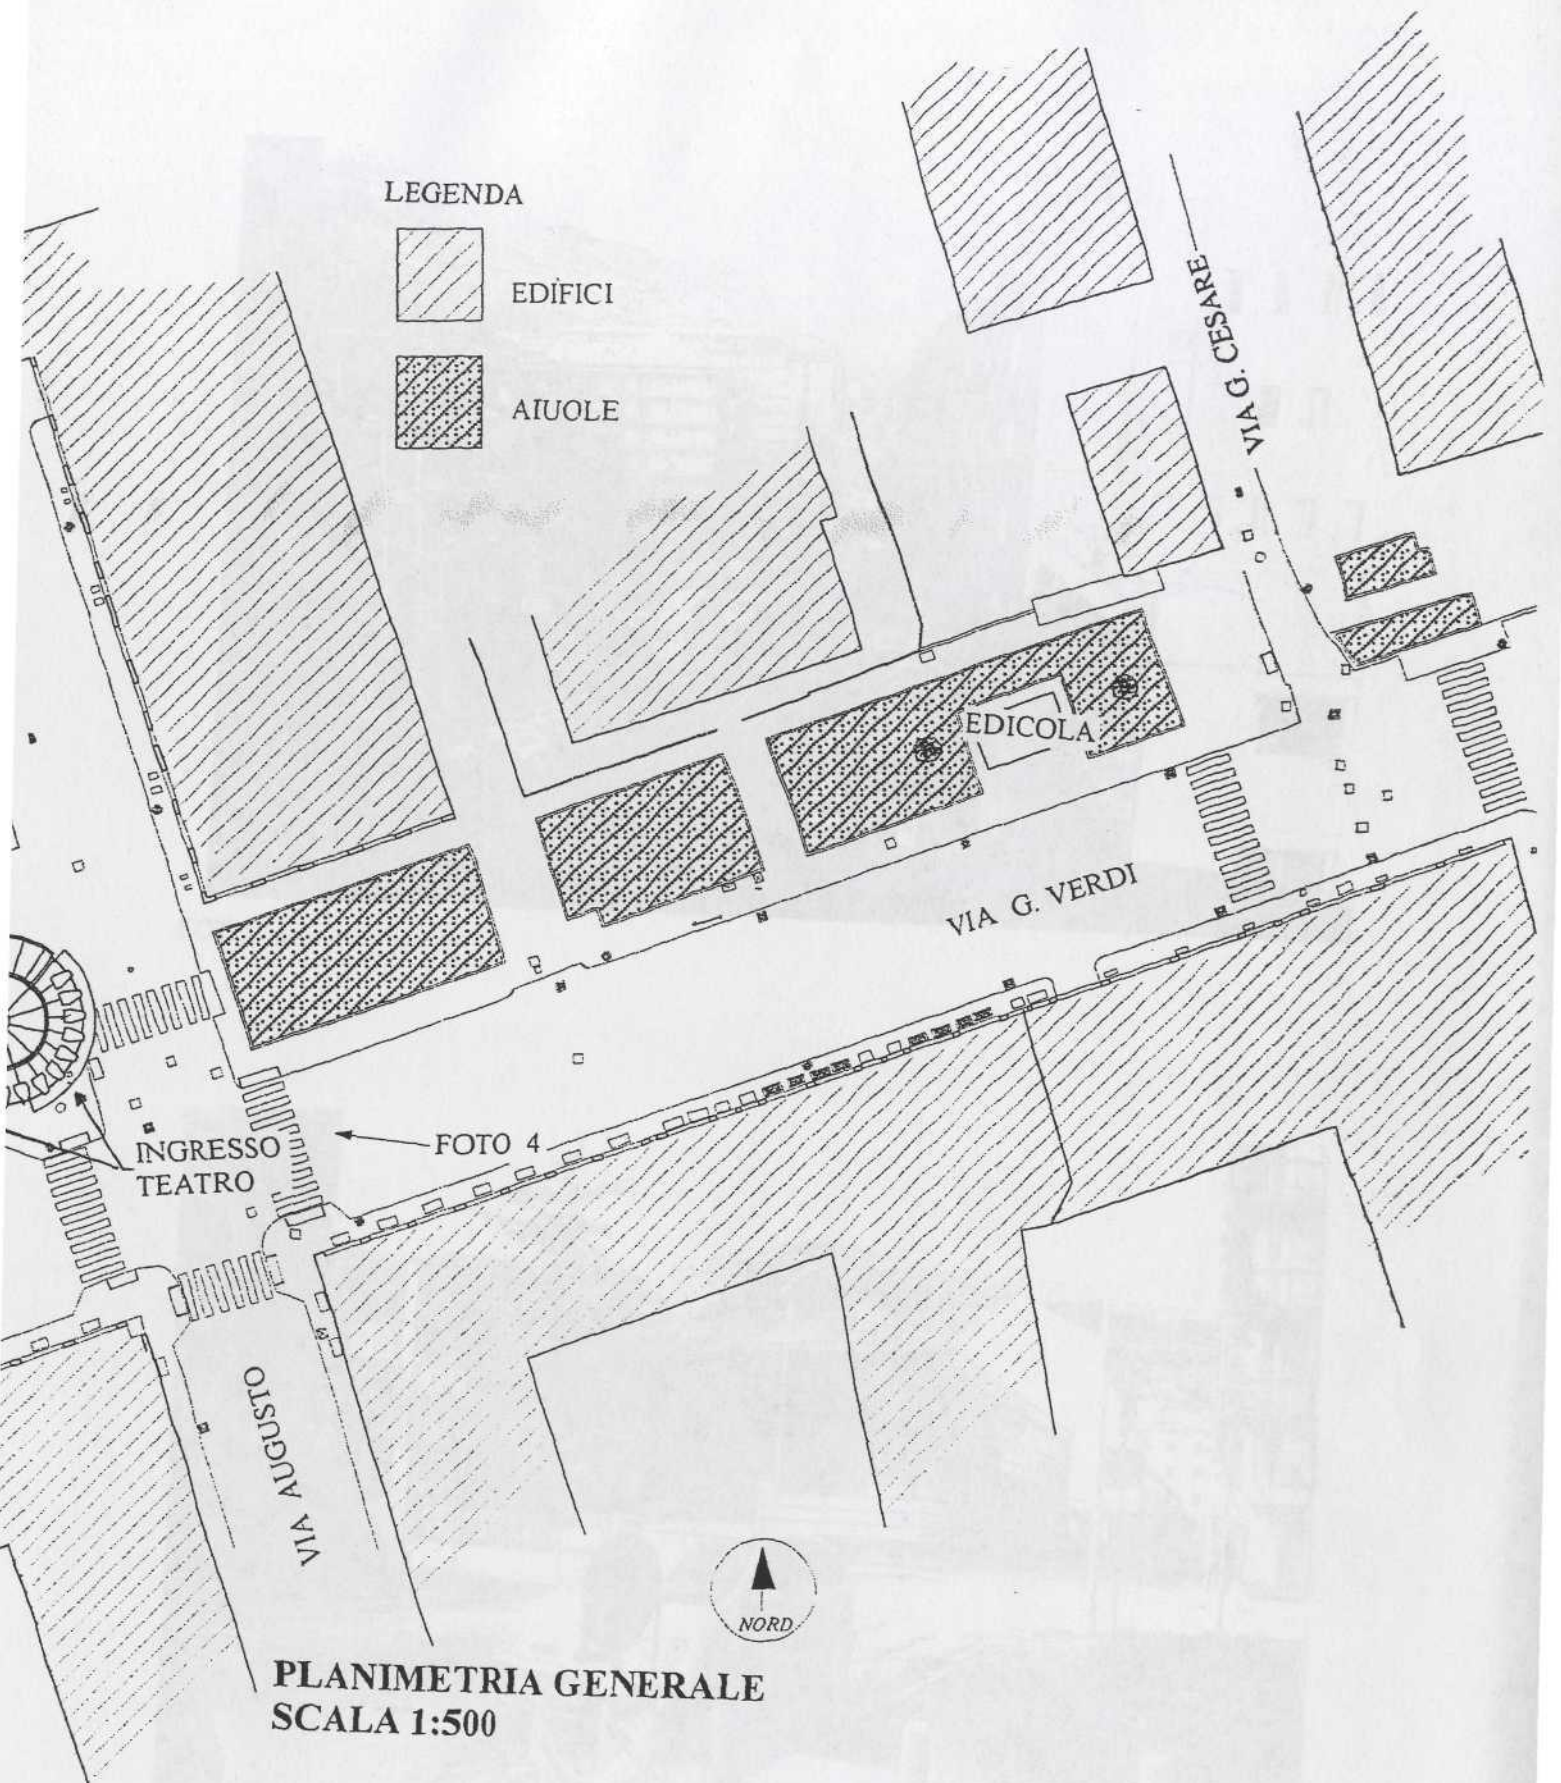 LEGENDA
EDIFICI
AIUOLE
VIA G. CESARE
EDICOLA
VIA G. VERDI
FOTO 4
INGRESSO
TEATRO
VIA AUGUSTO
NORD
PLANIMETRIA GENERALE
SCALA 1:500